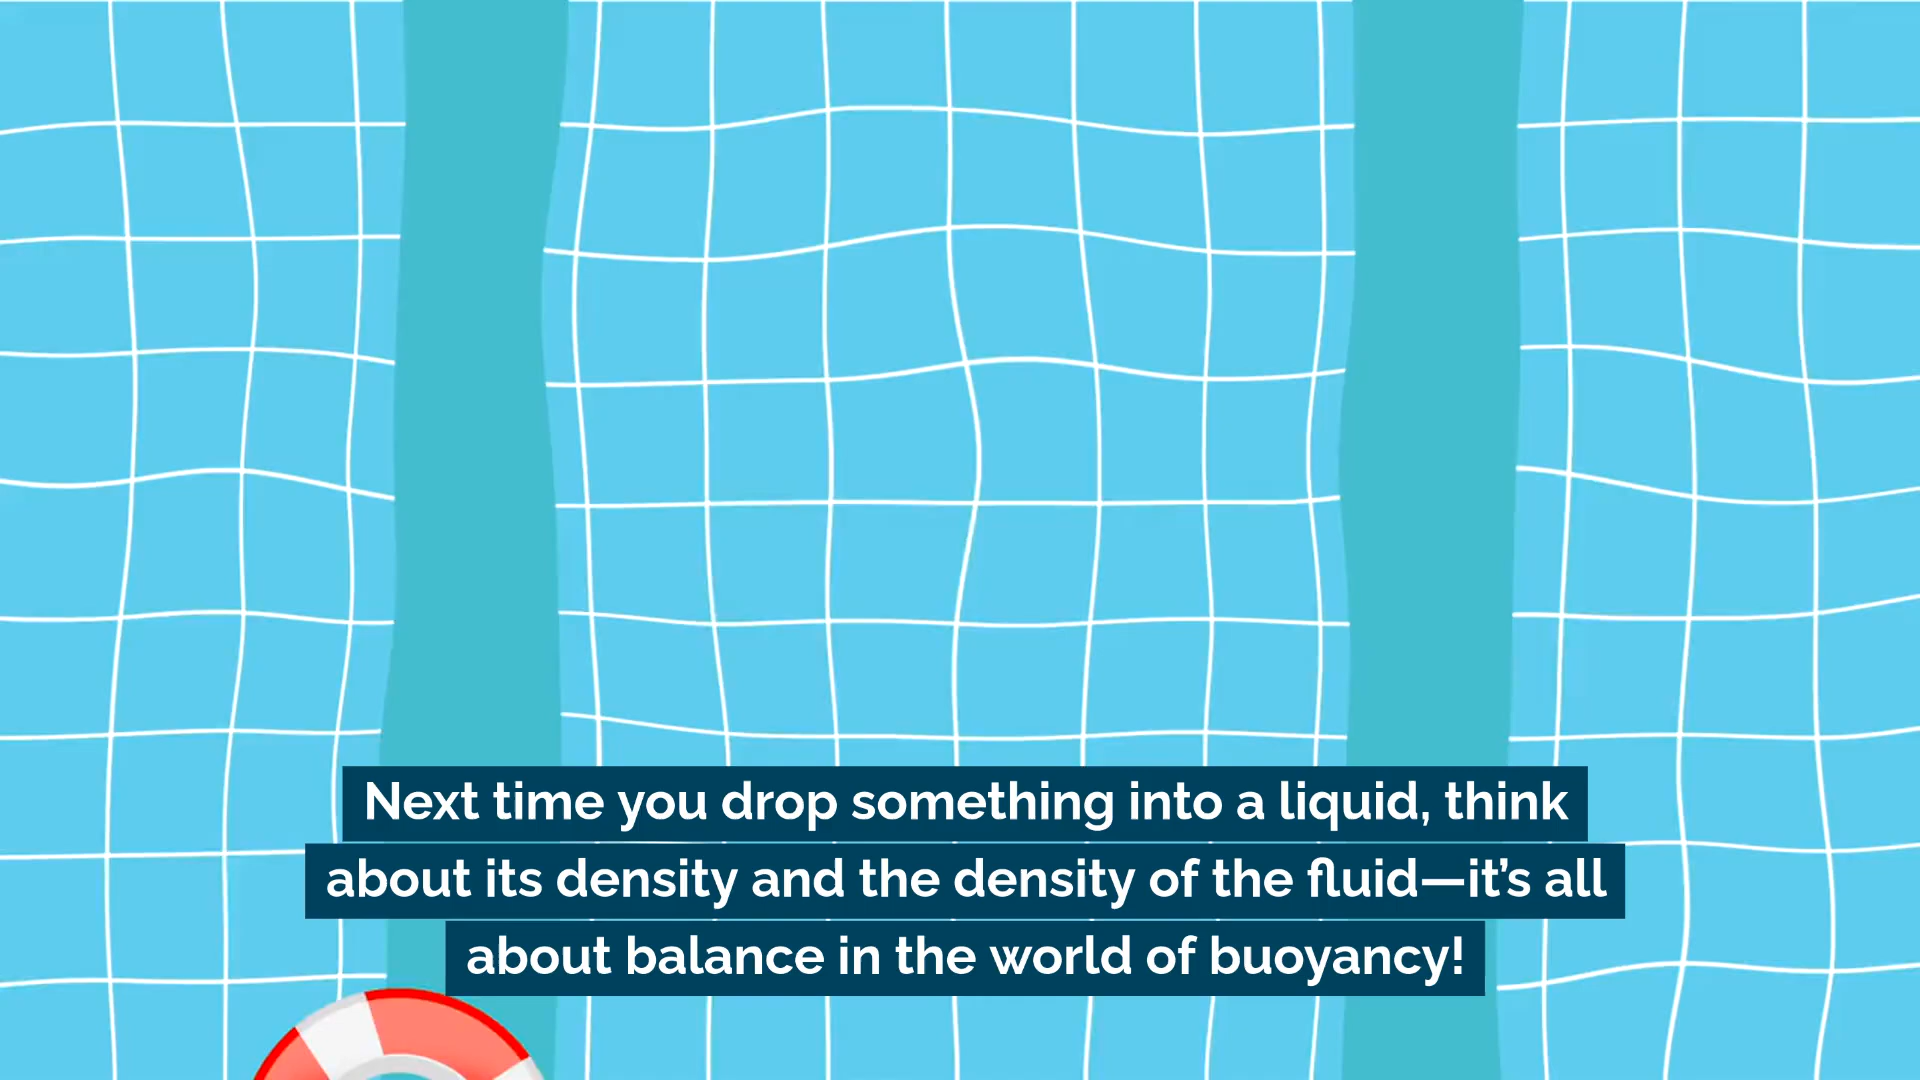 Next time you drop something into a liquid, think
about its density and the density of the fluid—it’s all
about balance in the world of buoyancy!